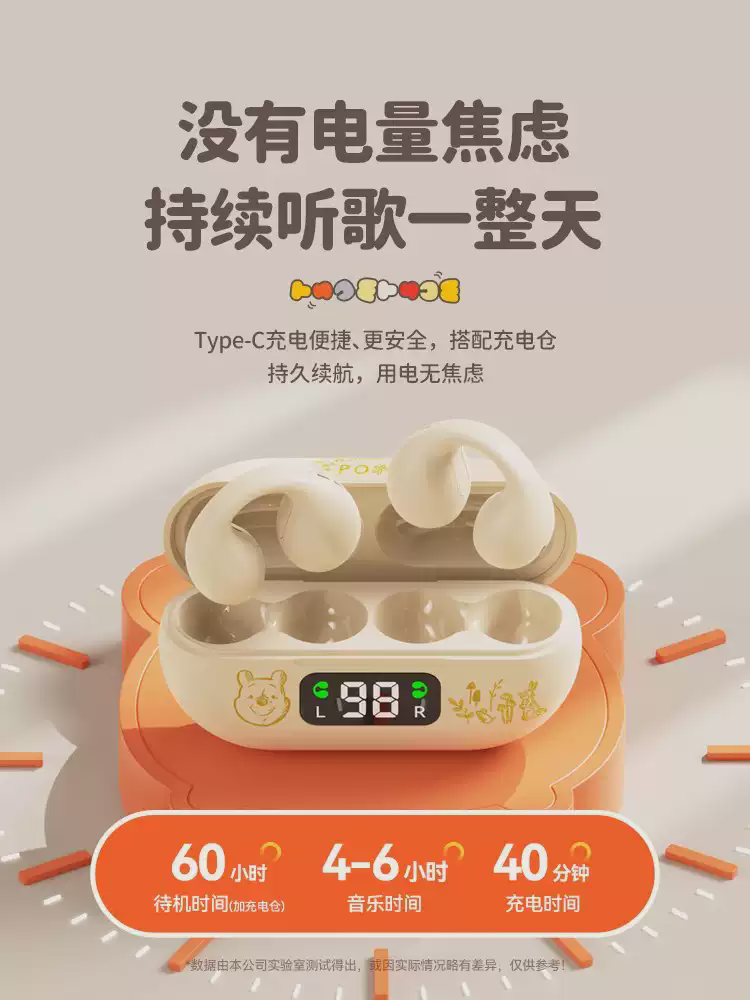 没有电量焦虑
持续听歌一整天
Type-C充电便捷、更安全，搭配充电仓
持久续航，用电无焦虑
PO
L 98 R
60小时 4-6小时 40分钟
待机时间(加充电仓) 音乐时间 充电时间
*数据由本公司实验室测试得出，或因实际情况略有差异，仅供参考！